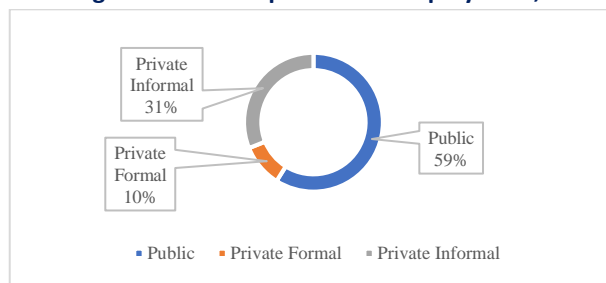 Private
Informal
31%
Public
59%
Private
Formal
10%
Public Private Formal Private Informal